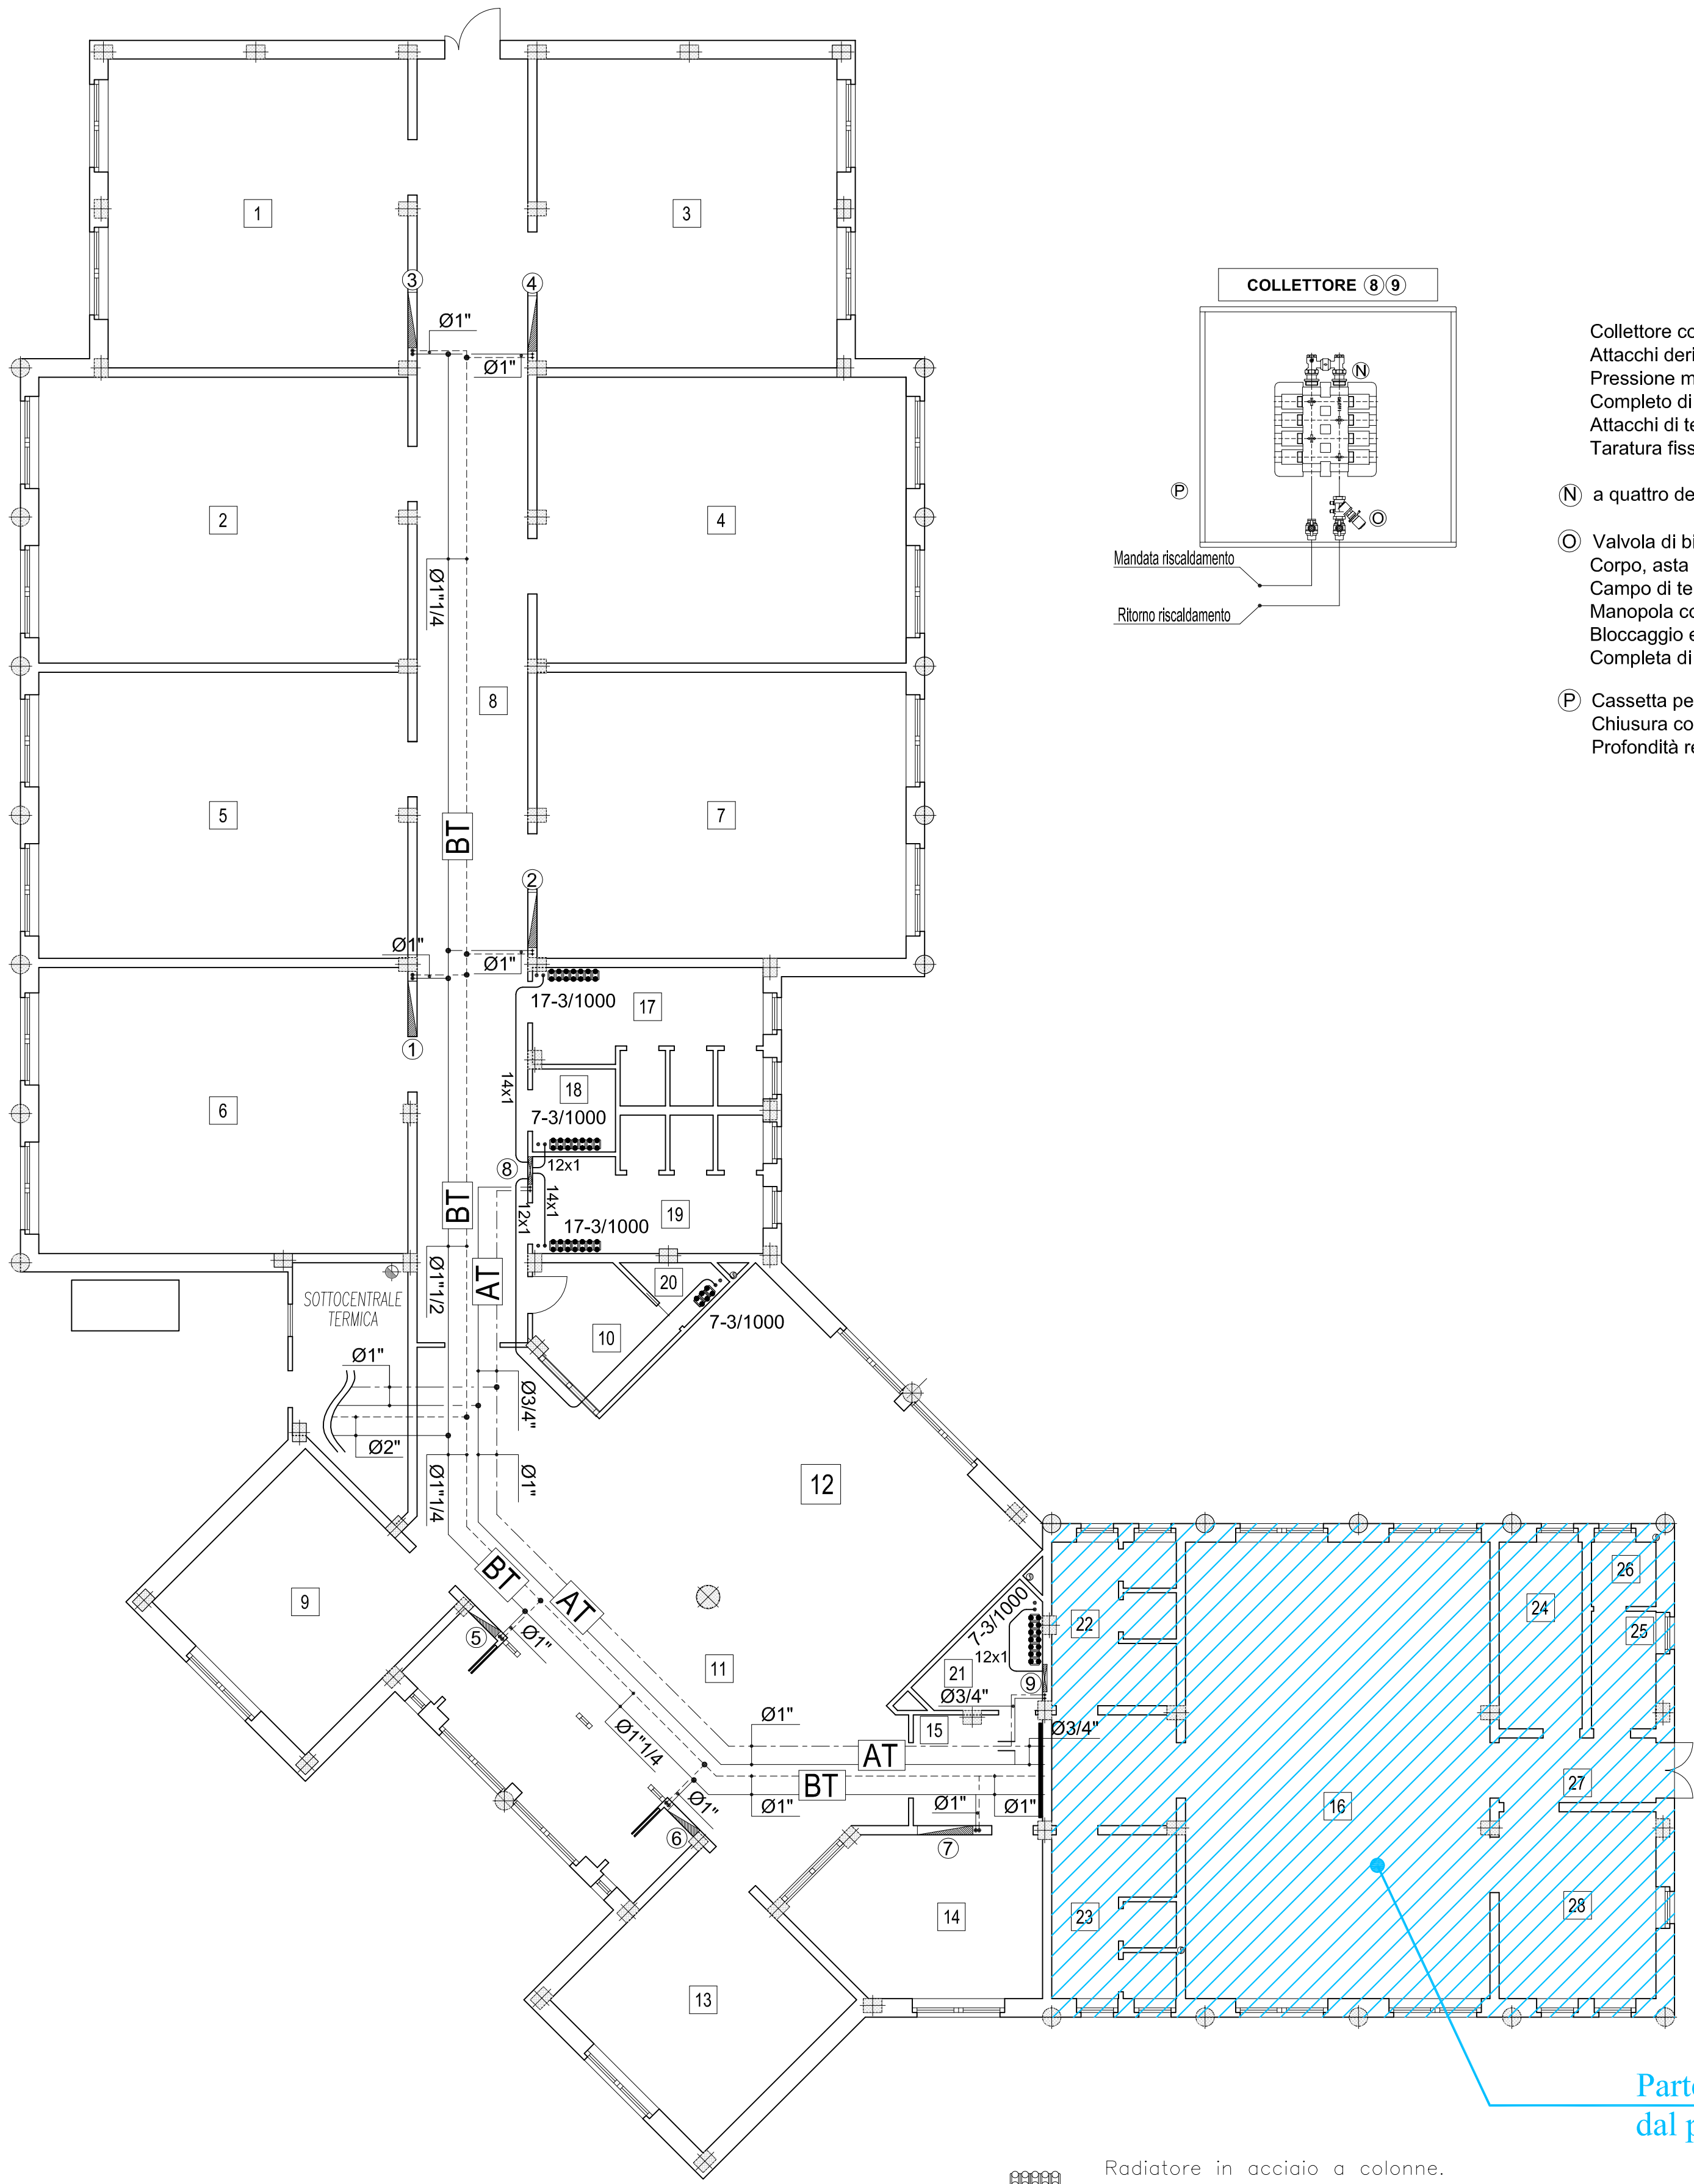 1
3
3
4
Ø1"
Ø1"
2
4
Ø1"1/4
8
5
7
BT
2
Ø1"
Ø1"
17-3/1000
17
1
14x1
18
7-3/1000
6
8
12x1
14x1
12x1
BT
19
17-3/1000
Ø1"1/2
AT
20
SOTTOCENTRALE
TERMICA
10
7-3/1000
Ø1"
Ø3/4"
Ø2"
Ø1"1/4
Ø1"
12
BT
AT
9
5
Ø1"
7-3/1000
22
26
24
25
11
12x1
21
9
Ø3/4"
Ø1"
15
Ø3/4"
Ø1"1/4
AT
BT
27
16
Ø1"
Ø1"
Ø1"
Ø1"
6
7
14
23
28
13
COLLETTORE 8 9
N
P
O
Mandata riscaldamento
Ritorno riscaldamento
Collettore co
Attacchi deri
Pressione m
Completo di
Attacchi di te
Taratura fiss
N a quattro de
O Valvola di bi
Corpo, asta
Campo di te
Manopola co
Bloccaggio e
Completa di
P Cassetta pe
Chiusura co
Profondità re
Parte
dal p
Radiatore in acciaio a colonne.